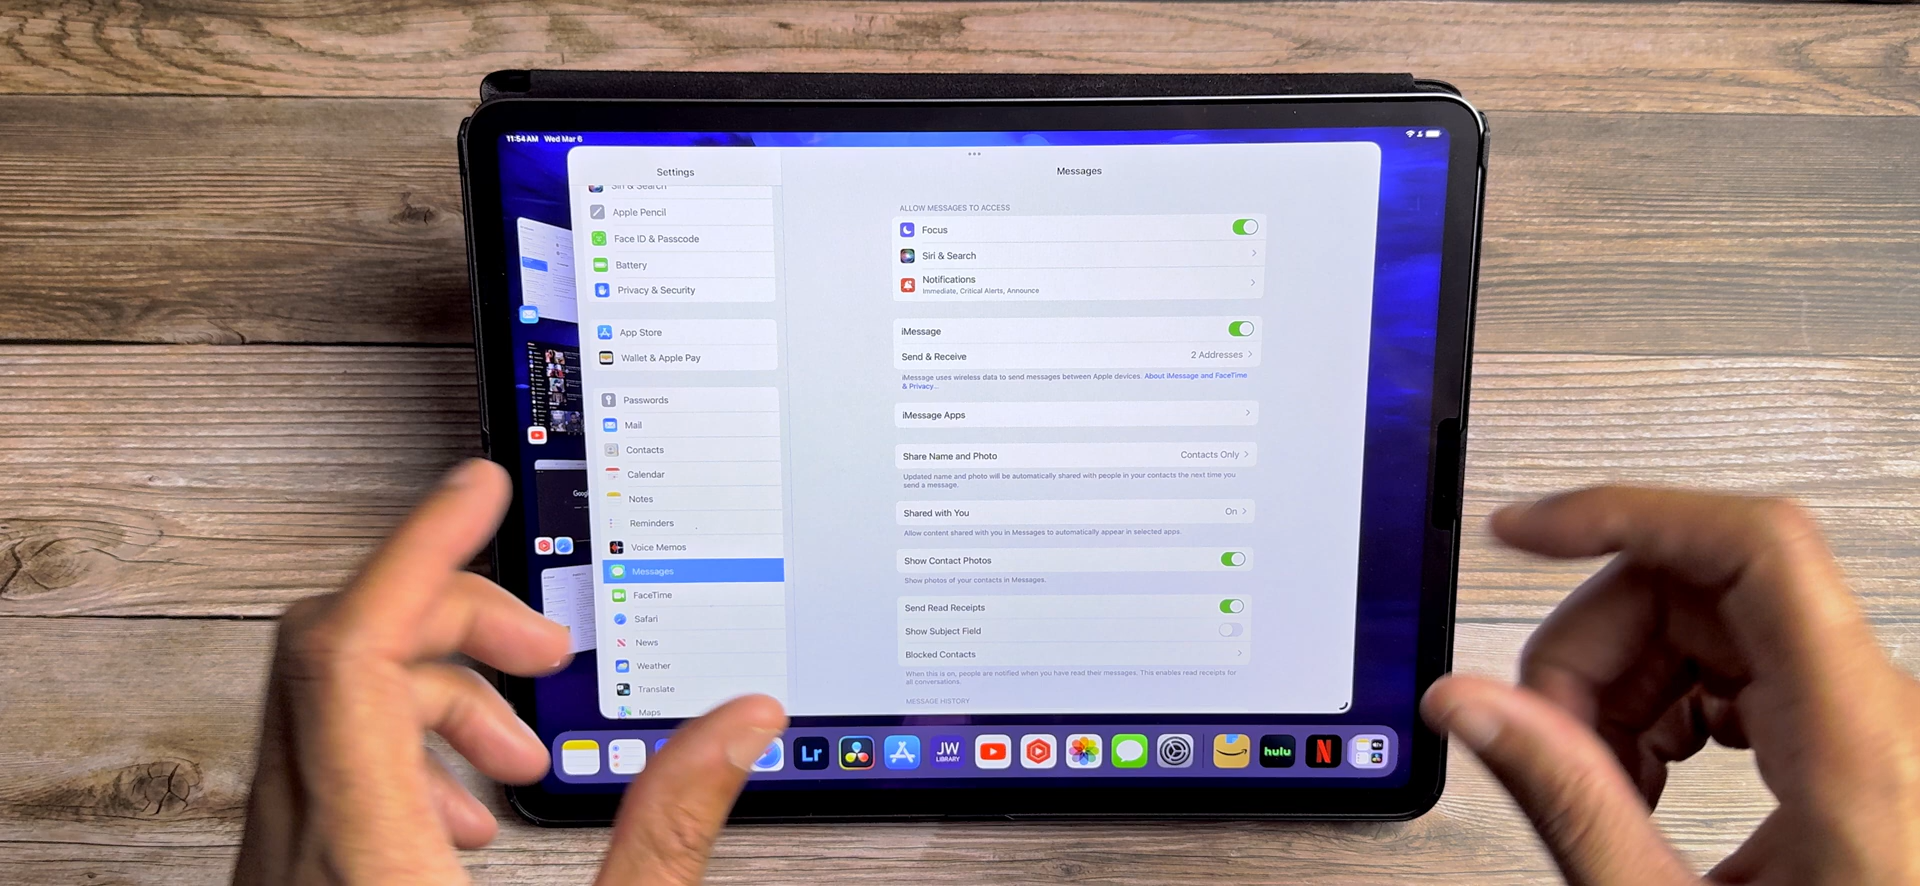 11:54 AM Wed Mar 6
Settings
Siri & Search
Apple Pencil
Face ID & Passcode
Battery
Privacy & Security
App Store
Wallet & Apple Pay
Passwords
Mail
Contacts
Calendar
Notes
Reminders
Voice Memos
Messages
FaceTime
Safari
News
Weather
Translate
Maps
Messages
ALLOW MESSAGES TO ACCESS
Focus
Siri & Search
Notifications
Immediate, Critical Alerts, Announce
iMessage
Send & Receive 2 Addresses
iMessage uses wireless data to send messages between Apple devices. About iMessage and FaceTime
& Privacy...
iMessage Apps
Share Name and Photo Contacts Only
Updated name and photo will be automatically shared with people in your contacts the next time you
send a message.
Shared with You On
Allow content shared with you in Messages to automatically appear in selected apps.
Show Contact Photos
Show photos of your contacts in Messages.
Send Read Receipts
Show Subject Field
Blocked Contacts
When this is on, people are notified when you have read their messages. This enables read receipts for
all conversations.
MESSAGE HISTORY
Lr
JW
LIBRARY
hulu
N